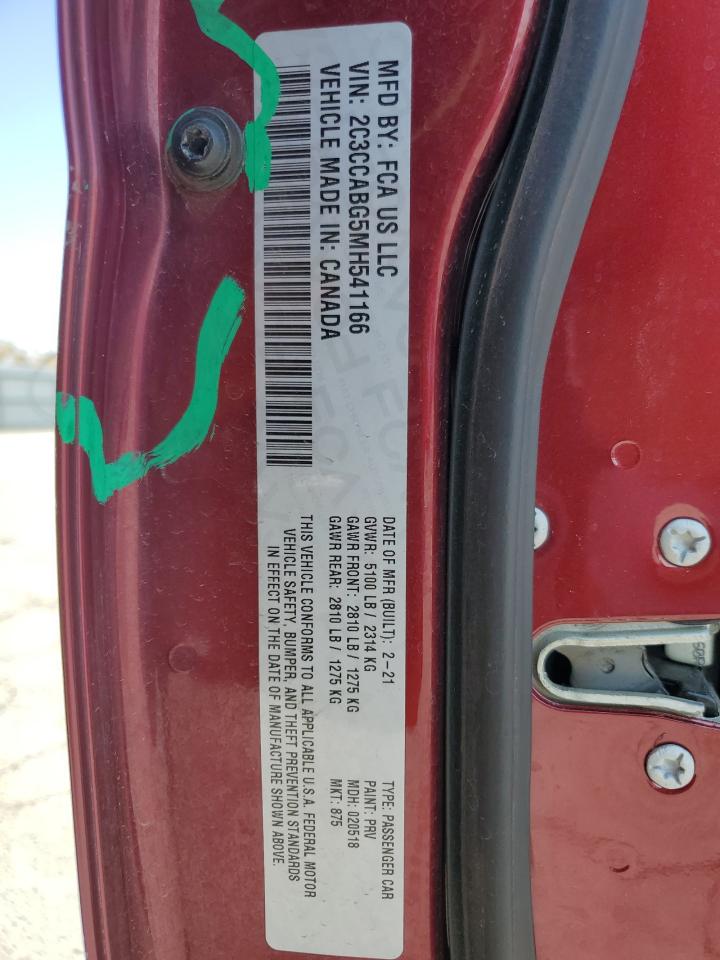 MFD BY: FCA US LLC
VIN: 2C3CCABG5MH541166
VEHICLE MADE IN: CANADA
DATE OF MFR (BUILT): 2-21
GVWR: 5100 LB / 2314 KG
GAWR FRONT: 2810 LB / 1275 KG
GAWR REAR: 2810 LB / 1275 KG
TYPE: PASSENGER CAR
PAINT: PRV
MDH: 020518
MKT: 875
THIS VEHICLE CONFORMS TO ALL APPLICABLE U.S.A. FEDERAL MOTOR
VEHICLE SAFETY, BUMPER, AND THEFT PREVENTION STANDARDS
IN EFFECT ON THE DATE OF MANUFACTURE SHOWN ABOVE.